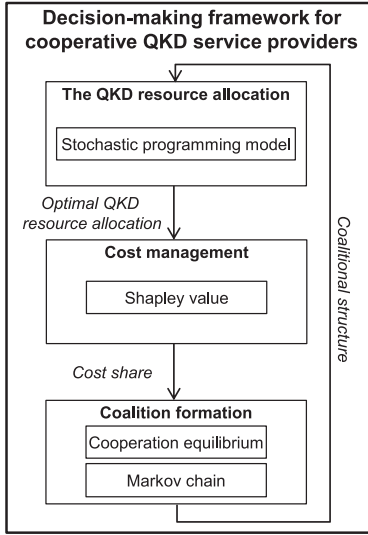 Decision-making framework for
cooperative QKD service providers
The QKD resource allocation
Stochastic programming model
Optimal QKD
resource allocation
Cost management
Shapley value
Cost share
Coalition formation
Cooperation equilibrium
Markov chain
Coalitional structure